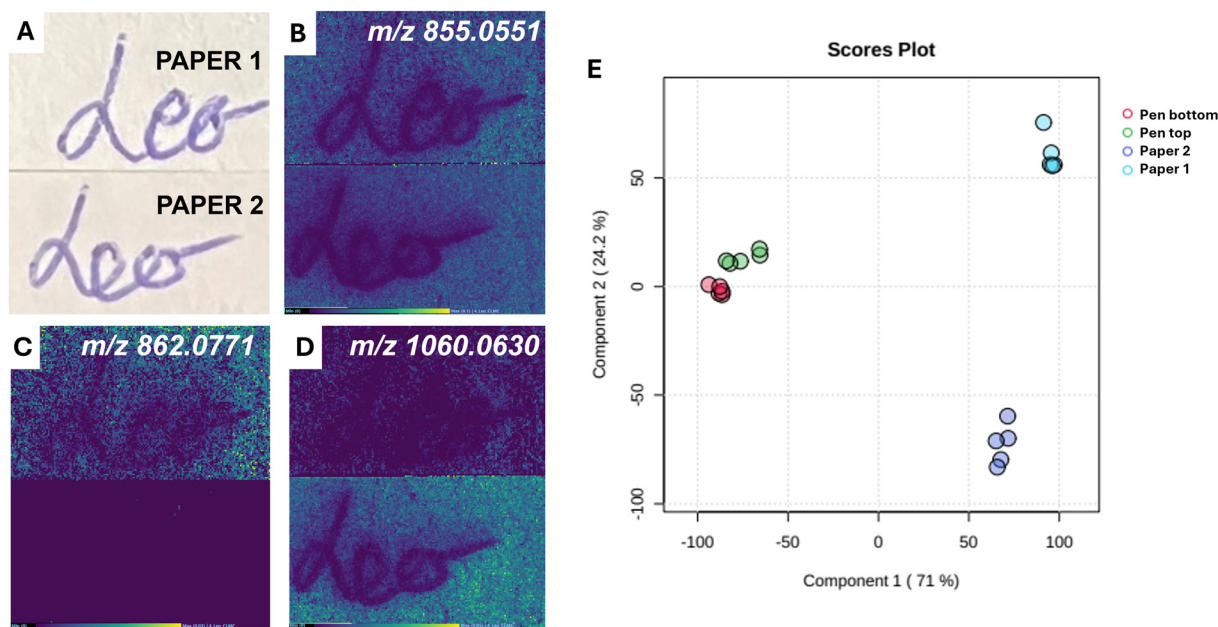 A
PAPER 1
Leo
PAPER 2
Leo
B
m/z 855.0551
C
m/z 862.0771
D
m/z 1060.0630
E
Scores Plot
Component 2 ( 24.2 %)
50
0
-50
-100
-100
-50
0
50
100
Component 1 ( 71 %)
Pen bottom
Pen top
Paper 2
Paper 1